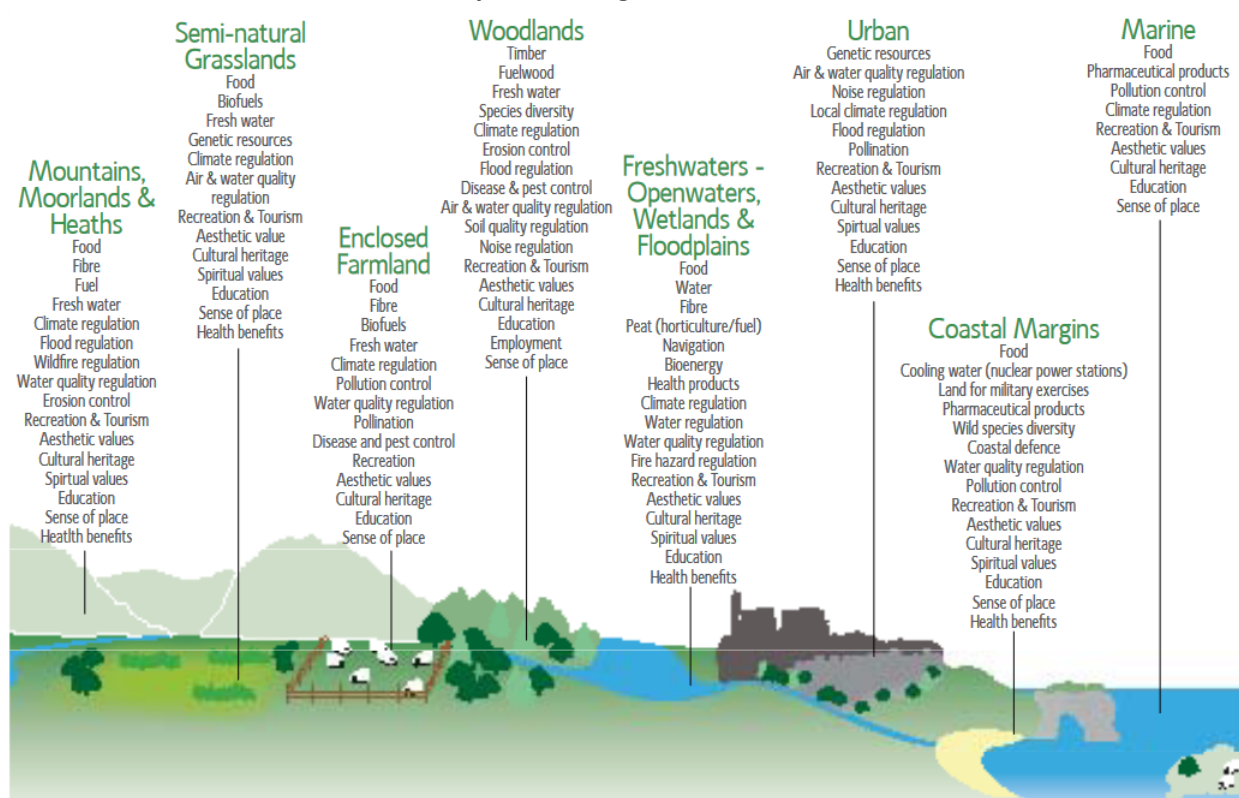 Mountains,
Moorlands &
Heaths
Food
Fibre
Fuel
Fresh water
Climate regulation
Flood regulation
Wildfire regulation
Water quality regulation
Erosion control
Recreation & Tourism
Aesthetic values
Cultural heritage
Spirtual values
Education
Sense of place
Heatlth benefits
Semi-natural
Grasslands
Food
Biofuels
Fresh water
Genetic resources
Climate regulation
Air & water quality
regulation
Recreation & Tourism
Aesthetic value
Cultural heritage
Spiritual values
Education
Sense of place
Health benefits
Enclosed
Farmland
Food
Fibre
Biofuels
Fresh water
Climate regulation
Pollution control
Water quality regulation
Pollination
Disease and pest control
Recreation
Aesthetic values
Cultural heritage
Education
Sense of place
Woodlands
Timber
Fuelwood
Fresh water
Species diversity
Climate regulation
Erosion control
Flood regulation
Disease & pest control
Air & water quality regulation
Soil quality regulation
Noise regulation
Recreation & Tourism
Aesthetic values
Cultural heritage
Education
Employment
Sense of place
Freshwaters -
Openwaters,
Wetlands &
Floodplains
Food
Water
Fibre
Peat (horticulture/fuel)
Navigation
Bioenergy
Health products
Climate regulation
Water regulation
Water quality regulation
Fire hazard regulation
Recreation & Tourism
Aesthetic values
Cultural heritage
Spiritual values
Education
Health benefits
Urban
Genetic resources
Air & water quality regulation
Noise regulation
Local climate regulation
Flood regulation
Pollination
Recreation & Tourism
Aesthetic values
Cultural heritage
Spirtual values
Education
Sense of place
Health benefits
Coastal Margins
Food
Cooling water (nuclear power stations)
Land for military exercises
Pharmaceutical products
Wild species diversity
Coastal defence
Water quality regulation
Pollution control
Recreation & Tourism
Aesthetic values
Cultural heritage
Spiritual values
Education
Sense of place
Health benefits
Marine
Food
Pharmaceutical products
Pollution control
Climate regulation
Recreation & Tourism
Aesthetic values
Cultural heritage
Education
Sense of place